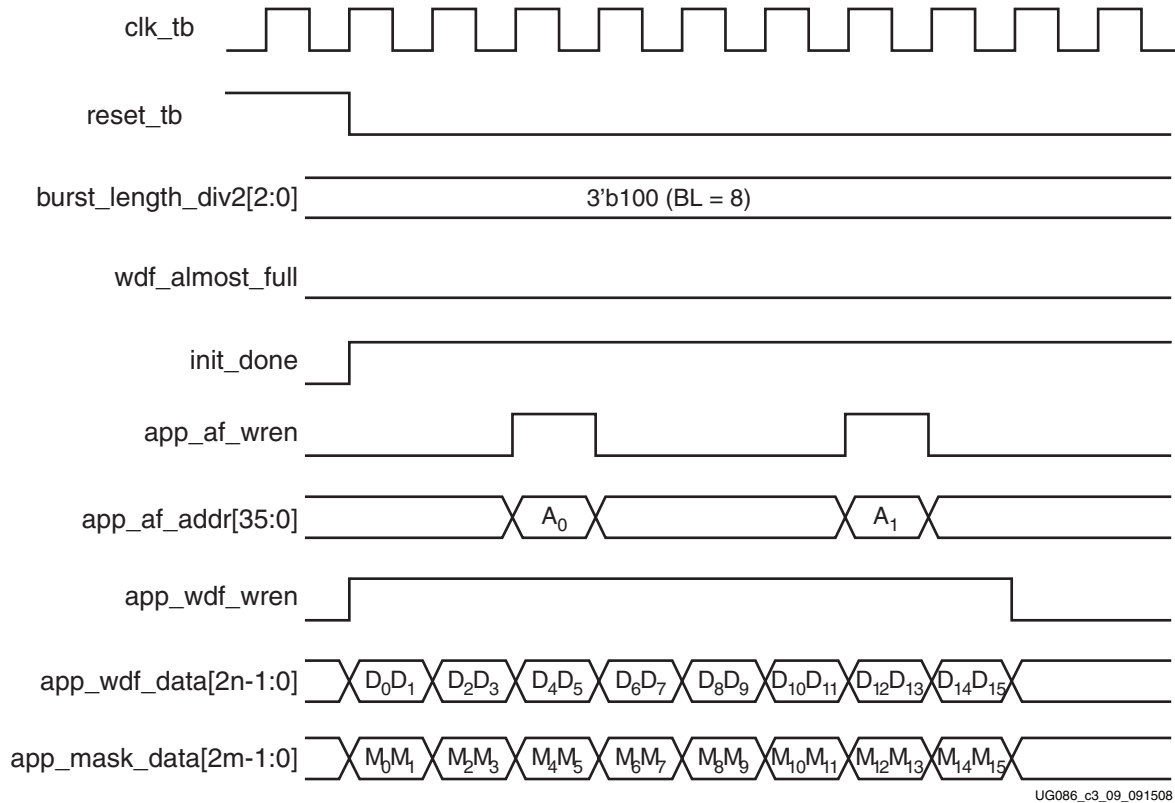 clk_tb
reset_tb
burst_length_div2[2:0] 3'b100 (BL = 8)
wdf_almost_full
init_done
app_af_wren
app_af_addr[35:0] A0 A1
app_wdf_wren
app_wdf_data[2n-1:0] D0D1 D2D3 D4D5 D6D7 D8D9 D10D11 D12D13 D14D15
app_mask_data[2m-1:0] M0M1 M2M3 M4M5 M6M7 M8M9 M10M11 M12M13 M14M15
UG086_c3_09_091508